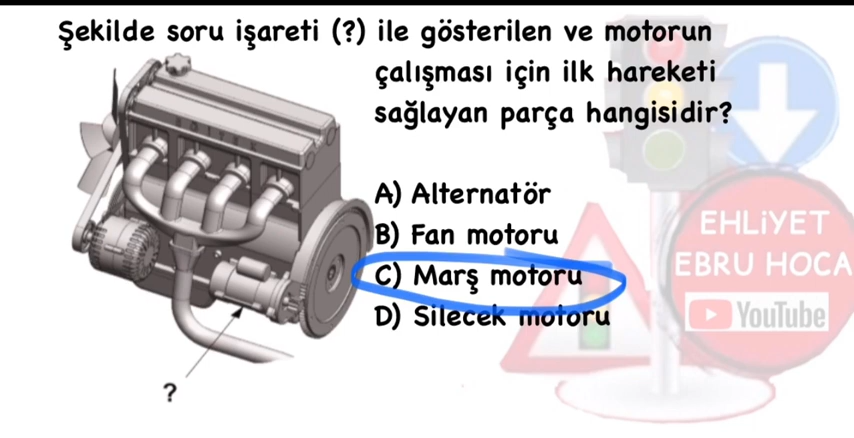 Şekilde soru işareti (?) ile gösterilen ve motorun
çalışması için ilk hareketi
sağlayan parça hangisidir?
A) Alternatör
B) Fan motoru
C) Marş motoru
D) Silecek motoru
?
EHLİYET
EBRU HOCA
YouTube